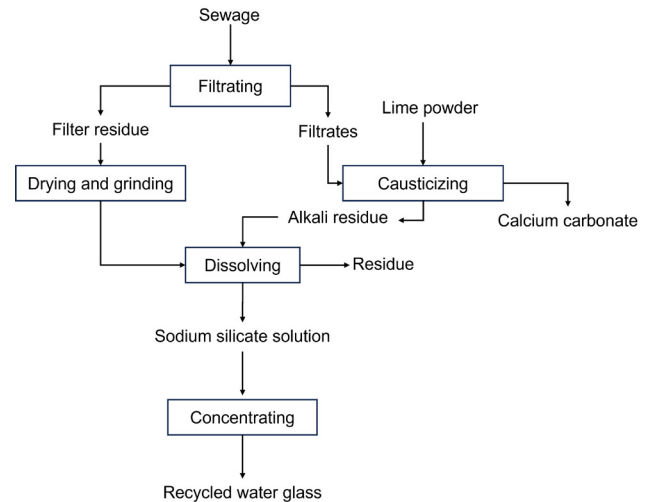 Sewage
Filtrating
Lime powder
Filter residue
Filtrates
Drying and grinding
Causticizing
Alkali residue
Calcium carbonate
Dissolving
Residue
Sodium silicate solution
Concentrating
Recycled water glass